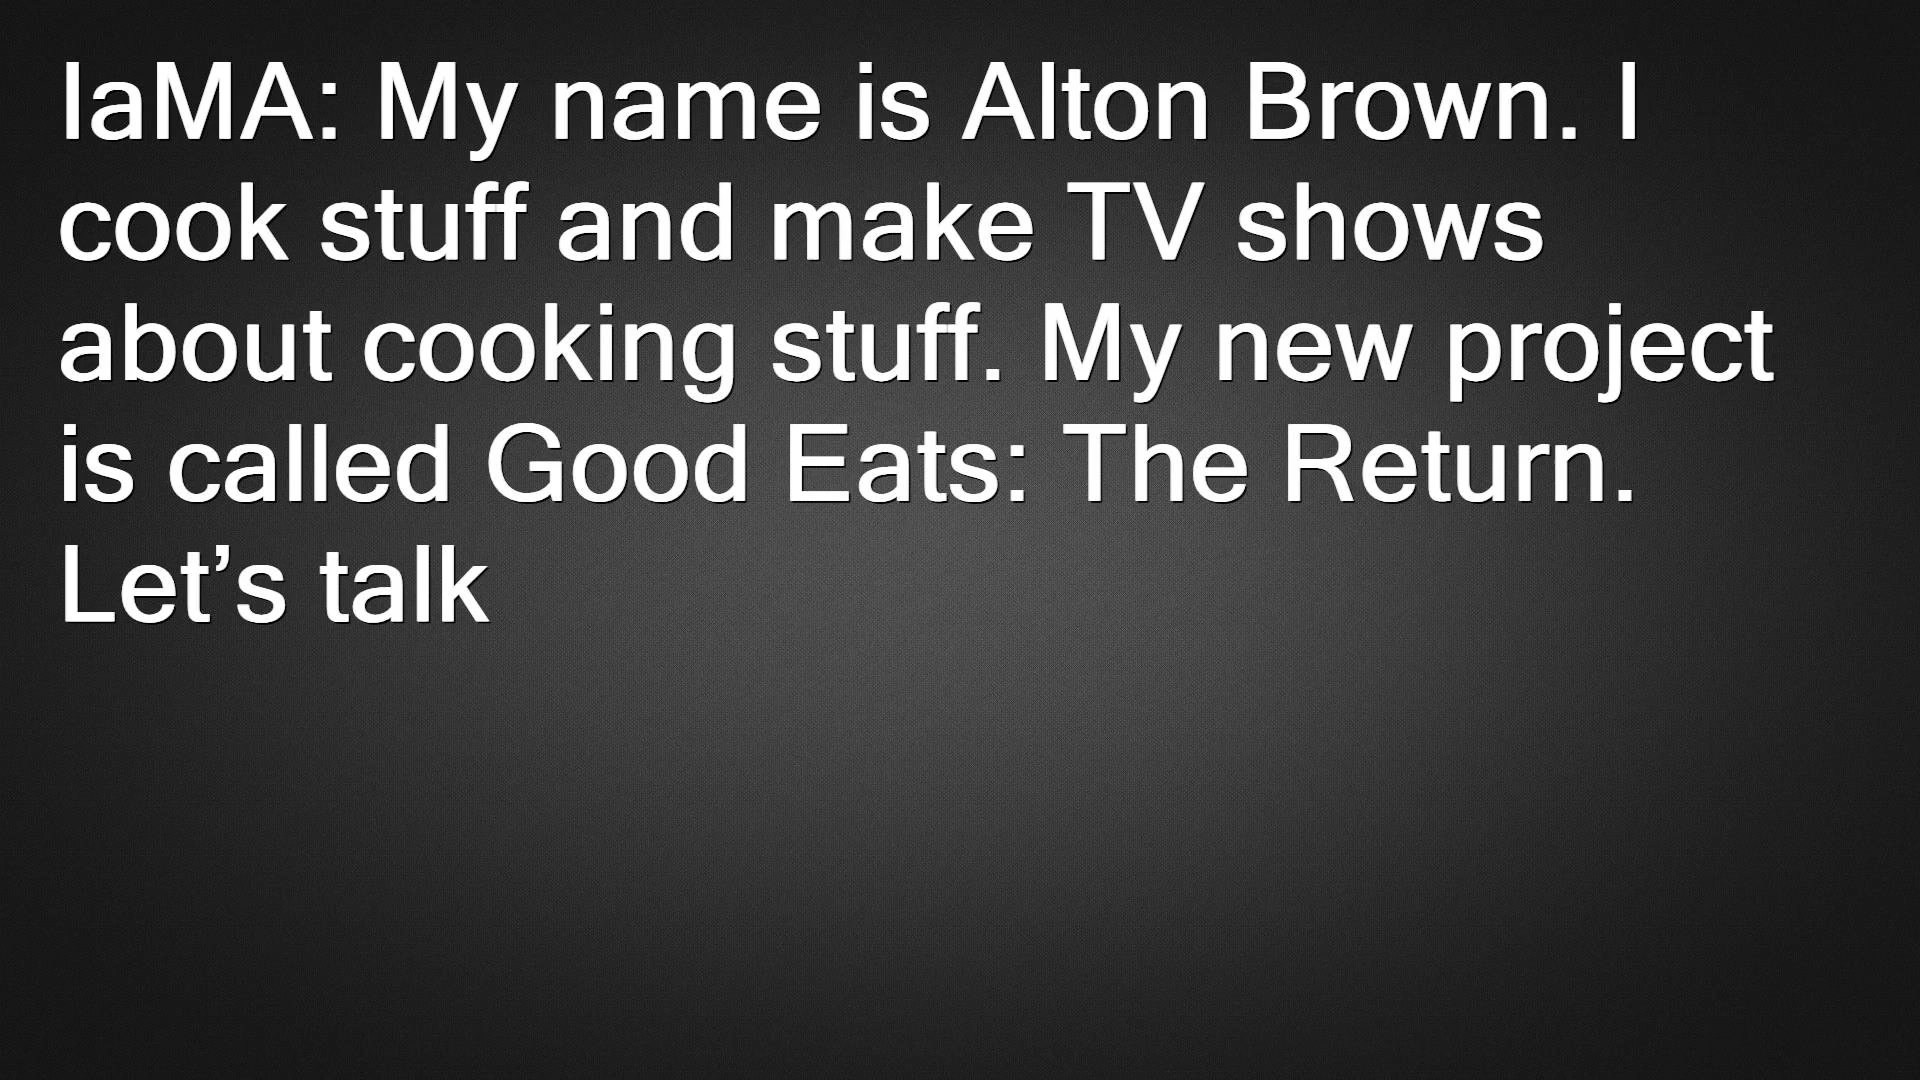 IaMA: My name is Alton Brown. I
cook stuff and make TV shows
about cooking stuff. My new project
is called Good Eats: The Return.
Let’s talk